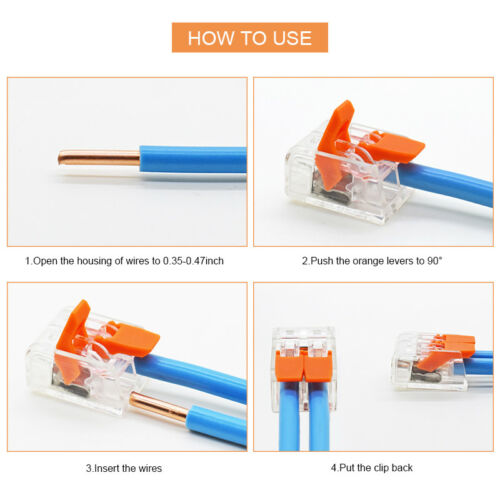 HOW TO USE
1.Open the housing of wires to 0.35-0.47inch
2.Push the orange levers to 90°
3.Insert the wires
4.Put the clip back